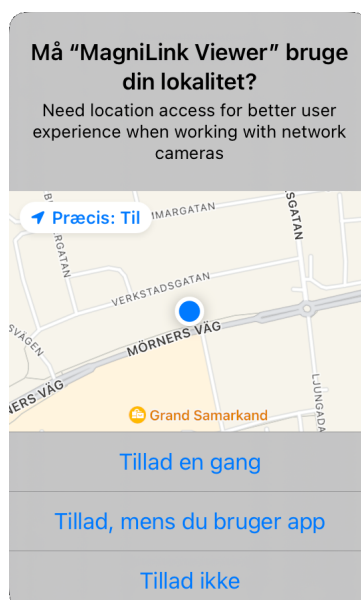 Må “MagniLink Viewer” bruge
din lokalitet?
Need location access for better user
experience when working with network
cameras
Præcis: Til
MMARGATAN
SGATAN
RGATAN
VERKSTADSGATAN
SVÄGEN
MÖRNERS VÄG
NERS VÄG
LJUNGADA
Grand Samarkand
Tillad en gang
Tillad, mens du bruger app
Tillad ikke